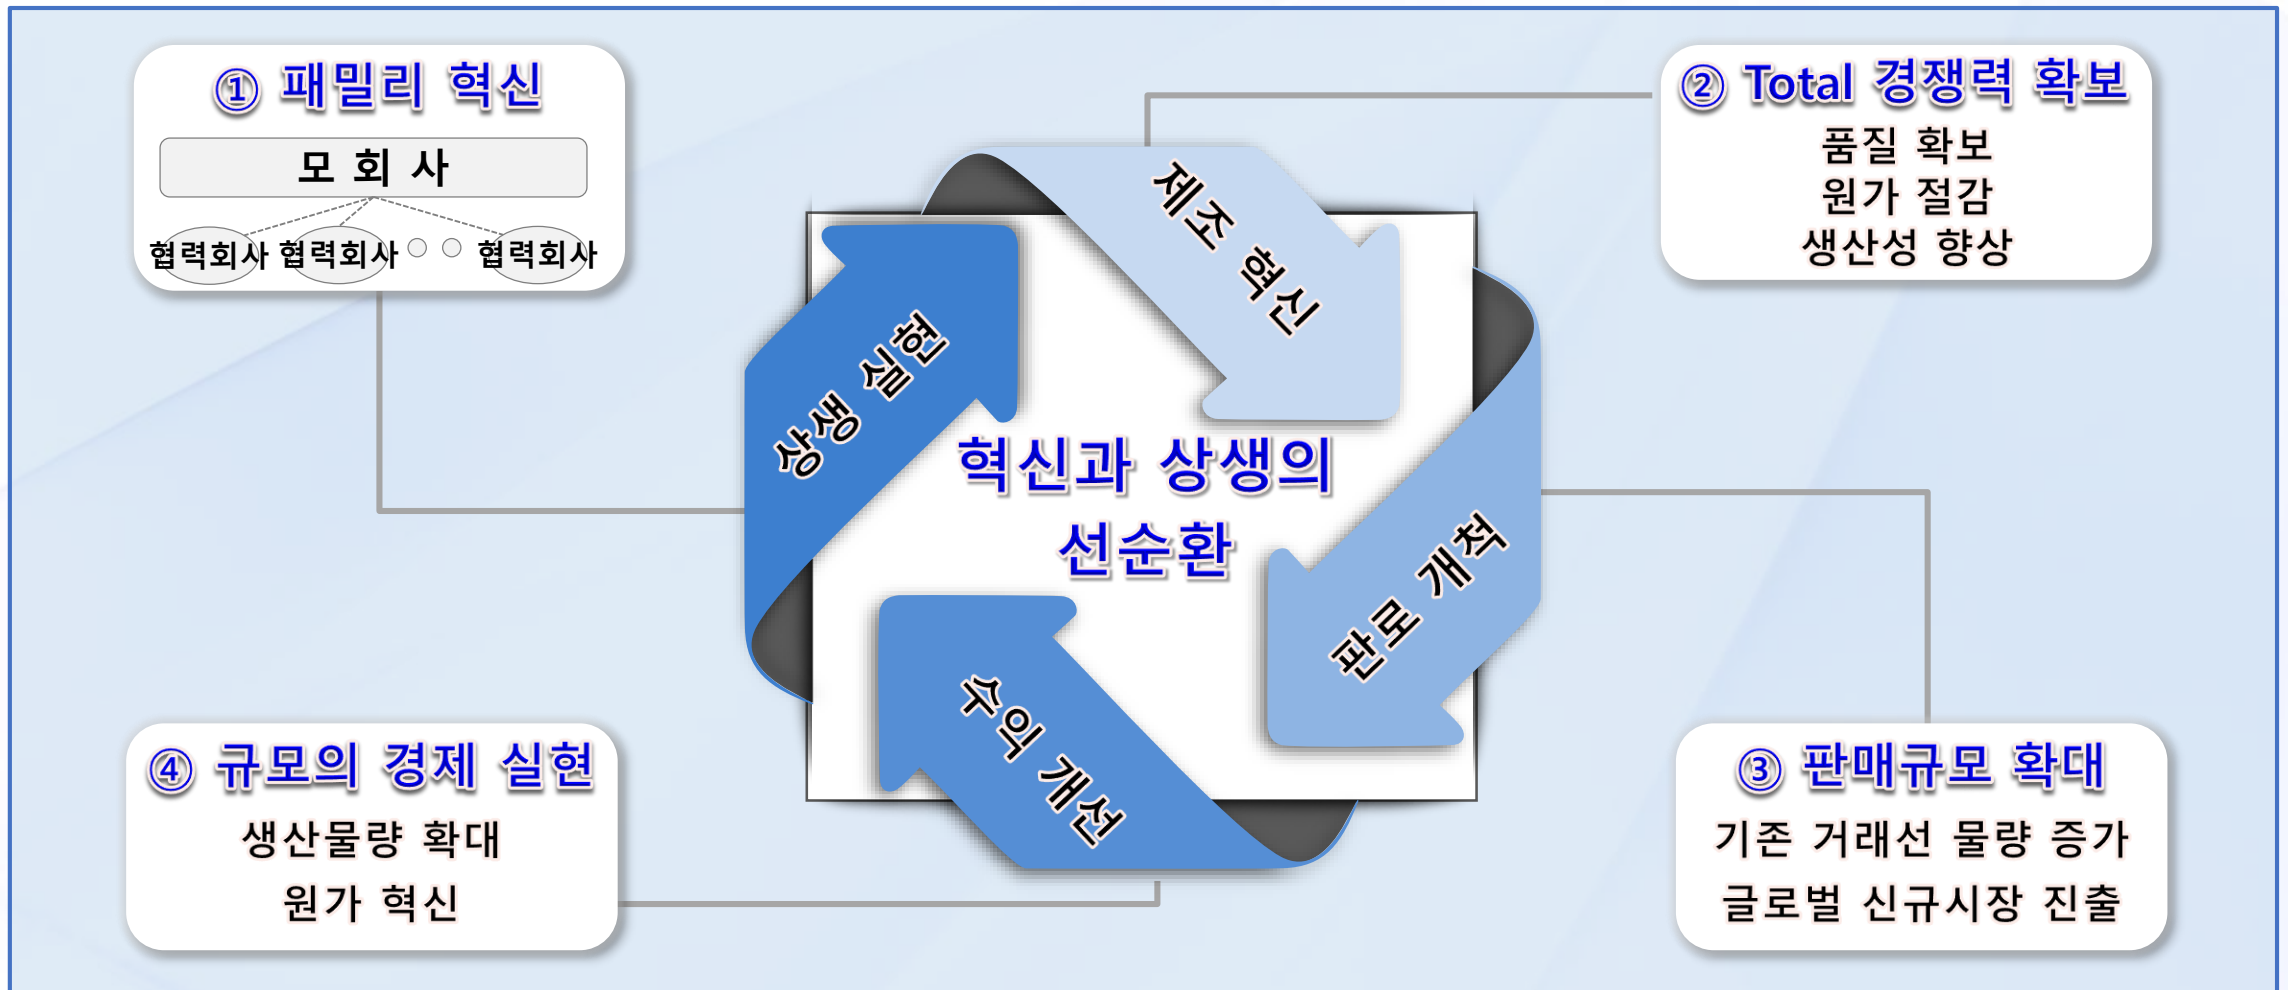 ① 패밀리 혁신
모 회 사
협력회사 협력회사 협력회사
② Total 경쟁력 확보
품질 확보
원가 절감
생산성 향상
제조 혁신
상생 실현
혁신과 상생의
선순환
판로 개척
수익 개선
④ 규모의 경제 실현
생산물량 확대
원가 혁신
③ 판매규모 확대
기존 거래선 물량 증가
글로벌 신규시장 진출